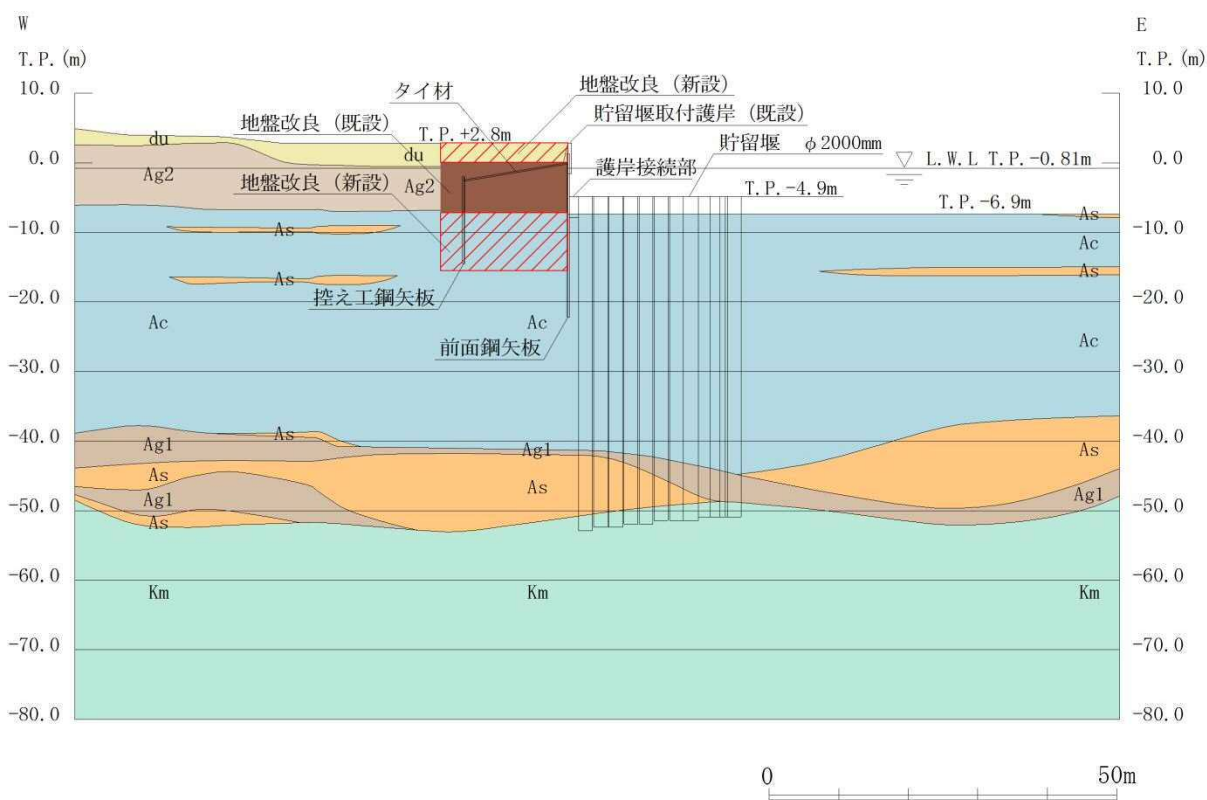 W
E
T.P.(m)
T.P.(m)
10.0
10.0
タイ材
地盤改良（新設）
地盤改良（既設）
貯留堰取付護岸（既設）
T.P.+2.8m
貯留堰 φ2000mm
du
du
0.0
0.0
L.W.L T.P.-0.81m
護岸接続部
Ag2
地盤改良（新設）
Ag2
T.P.-4.9m
T.P.-6.9m
As
-10.0
As
Ac
-10.0
As
As
-20.0
控え工鋼矢板
-20.0
Ac
Ac
前面鋼矢板
Ac
-30.0
-30.0
-40.0
As
-40.0
Ag1
Ag1
As
As
As
Ag1
Ag1
-50.0
As
-50.0
-60.0
Km
Km
Km
-60.0
-70.0
-70.0
-80.0
-80.0
0
50m